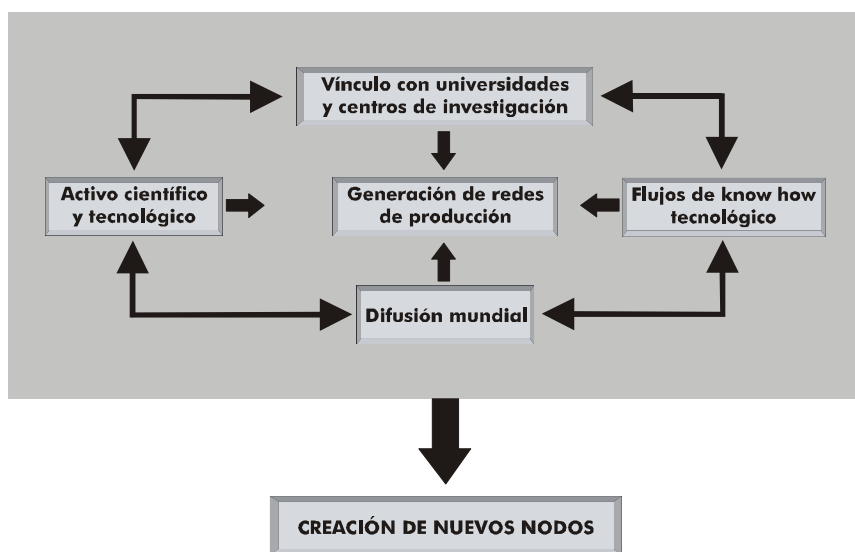 Vínculo con universidades
y centros de investigación
Activo científico
y tecnológico
Generación de redes
de producción
Flujos de know how
tecnológico
Difusión mundial
CREACIÓN DE NUEVOS NODOS